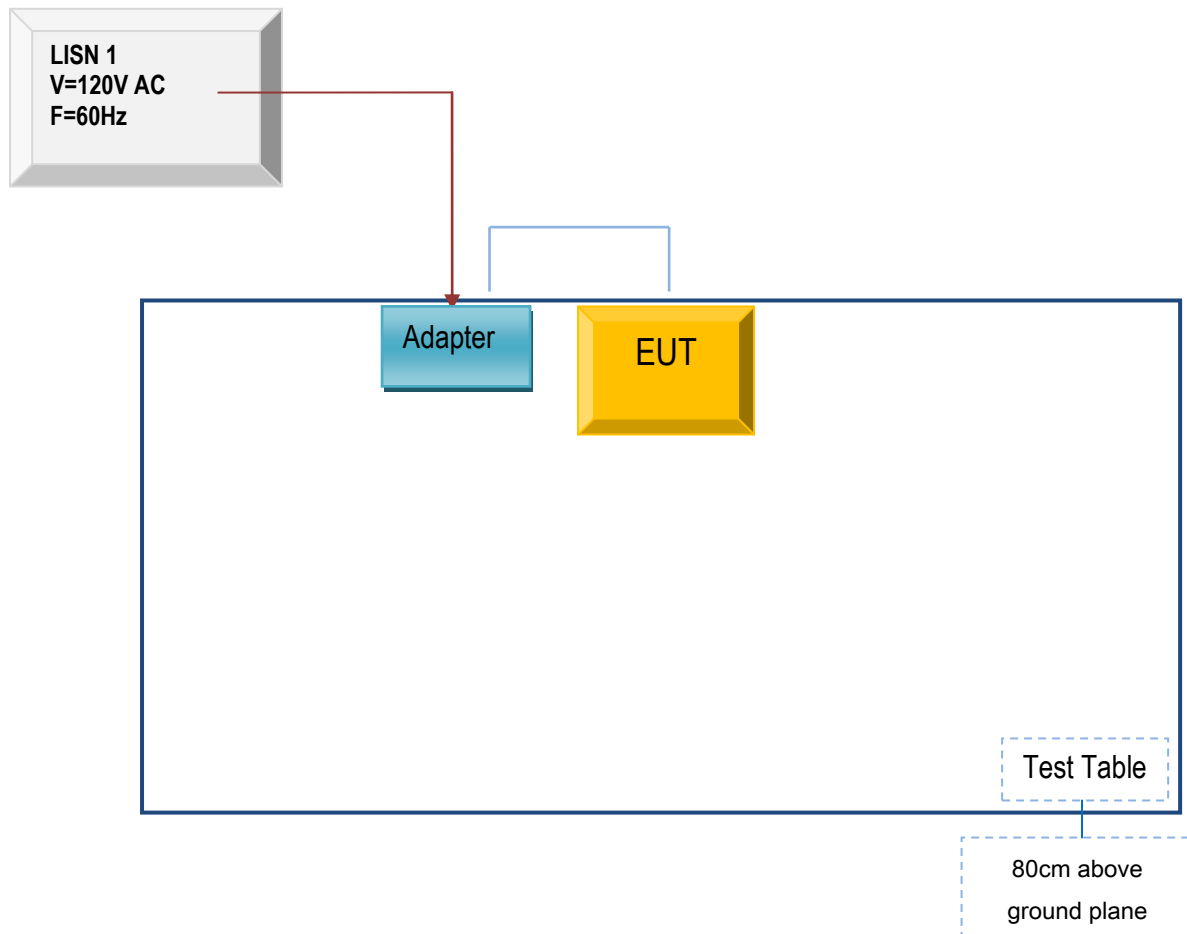 LISN 1
V=120V AC
F=60Hz
Adapter
EUT
Test Table
80cm above
ground plane